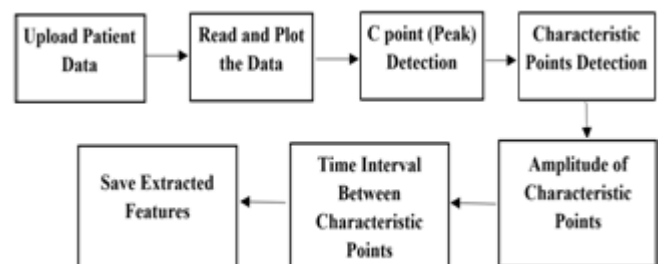 Upload Patient
Data
Read and Plot
the Data
C point (Peak)
Detection
Characteristic
Points Detection
Amplitude of
Characteristic
Points
Time Interval
Between
Characteristic
Points
Save Extracted
Features